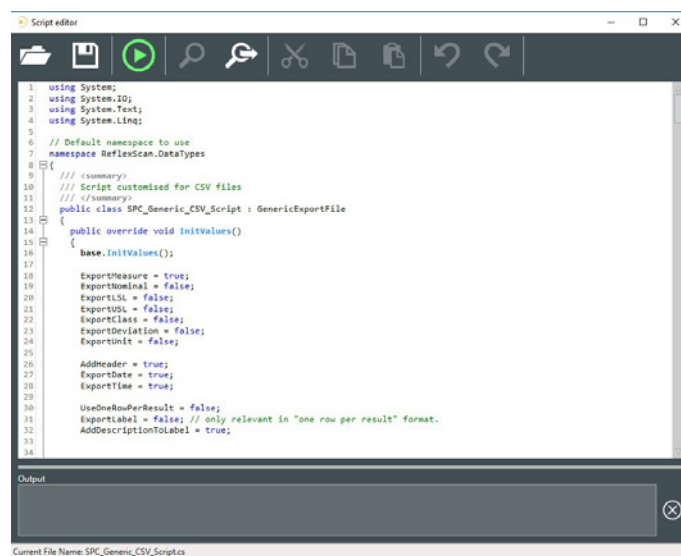 Script editor
1 using System;
2 using System.IO;
3 using System.Text;
4 using System.Linq;
5
6 // Default namespace to use
7 namespace ReflexScan.DataTypes
8 {
9 /// <summary>
10 /// Script customised for CSV files
11 /// </summary>
12 public class SPC_Generic_CSV_Script : GenericExportFile
13 {
14 public override void InitValues()
15 {
16 base.InitValues();
17
18 ExportMeasure = true;
19 ExportNominal = false;
20 ExportLSL = false;
21 ExportUSL = false;
22 ExportClass = false;
23 ExportDeviation = false;
24 ExportUnit = false;
25
26 AddHeader = true;
27 ExportDate = true;
28 ExportTime = true;
29
30 UseOneRowPerResult = false;
31 ExportLabel = false; // only relevant in "one row per result" format.
32 AddDescriptionToLabel = true;
33
34
Output
Current File Name: SPC_Generic_CSV_Script.cs